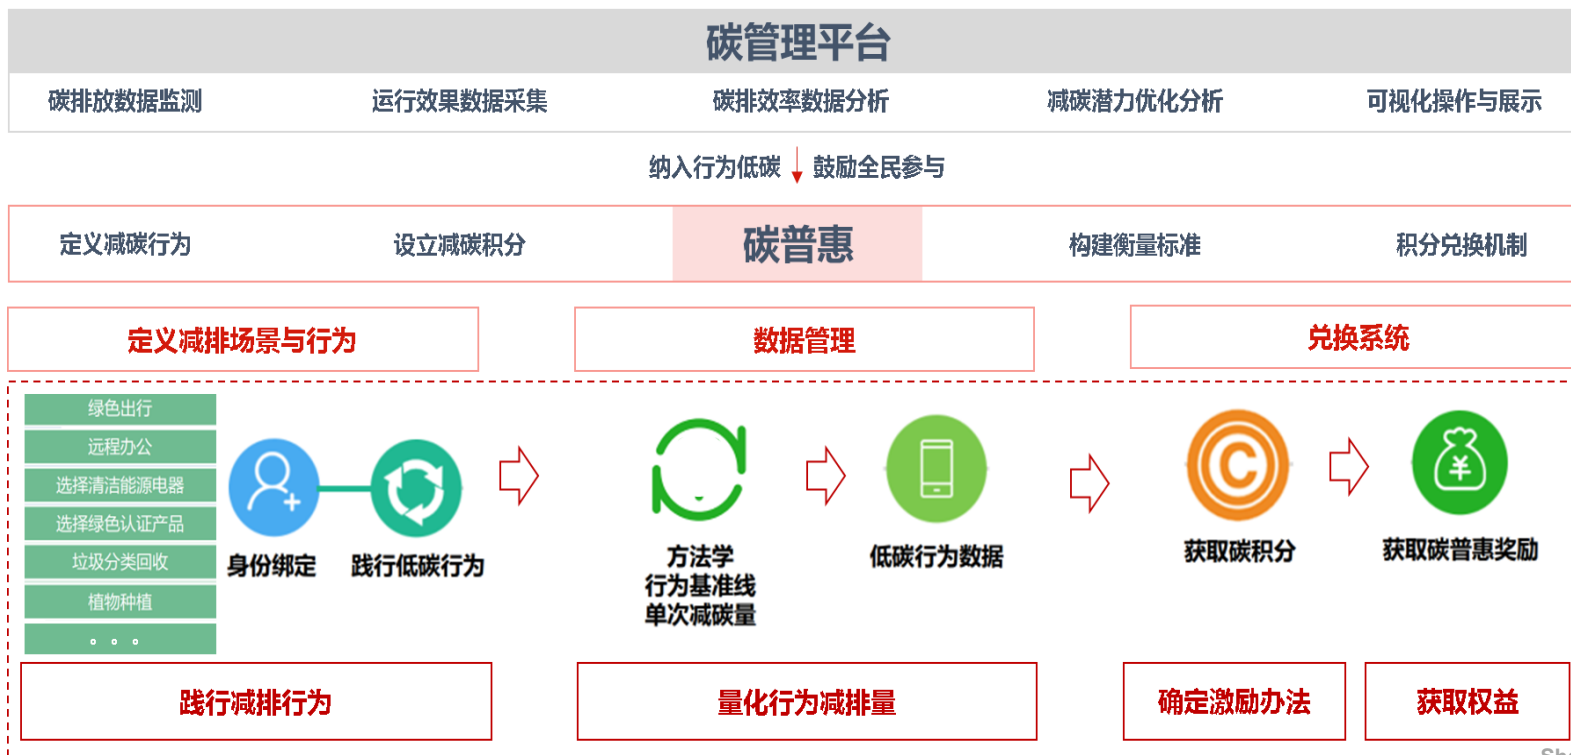 碳管理平台
碳排放数据监测
运行效果数据采集
碳排效率数据分析
减碳潜力优化分析
可视化操作与展示
纳入行为低碳
鼓励全民参与
定义减碳行为
设立减碳积分
碳普惠
构建衡量标准
积分兑换机制
定义减排场景与行为
数据管理
兑换系统
绿色出行
远程办公
选择清洁能源电器
选择绿色认证产品
垃圾分类回收
植物种植
。。。
身份绑定
践行低碳行为
方法学
行为基准线
单次减碳量
低碳行为数据
C
获取碳积分
¥
获取碳普惠奖励
践行减排行为
量化行为减排量
确定激励办法
获取权益